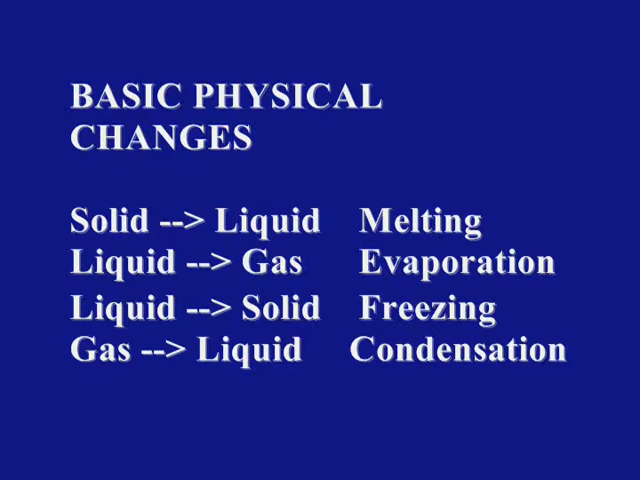 BASIC PHYSICAL
CHANGES
Solid --> Liquid Melting
Liquid --> Gas Evaporation
Liquid --> Solid Freezing
Gas --> Liquid Condensation